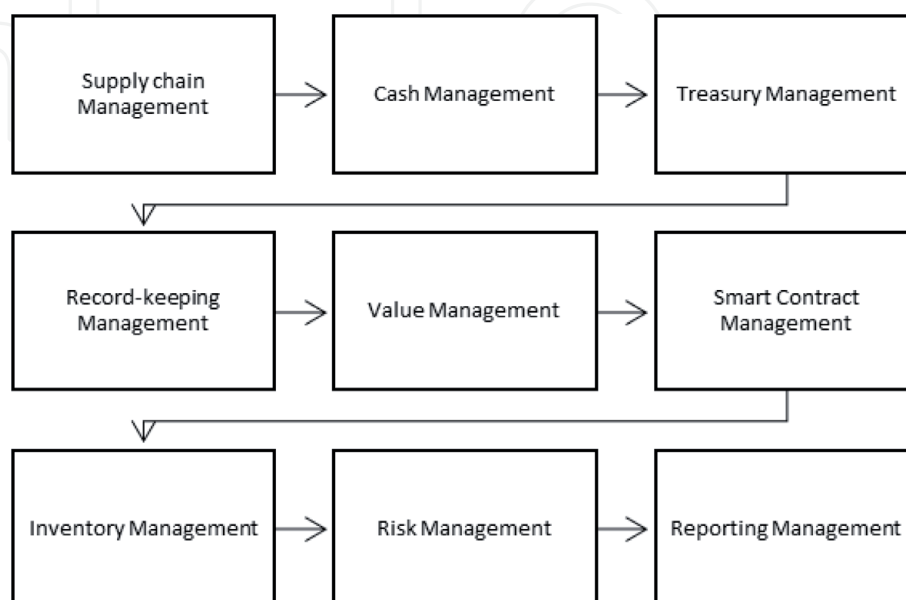 Supply chain
Management
Cash Management
Treasury Management
Record-keeping
Management
Value Management
Smart Contract
Management
Inventory Management
Risk Management
Reporting Management